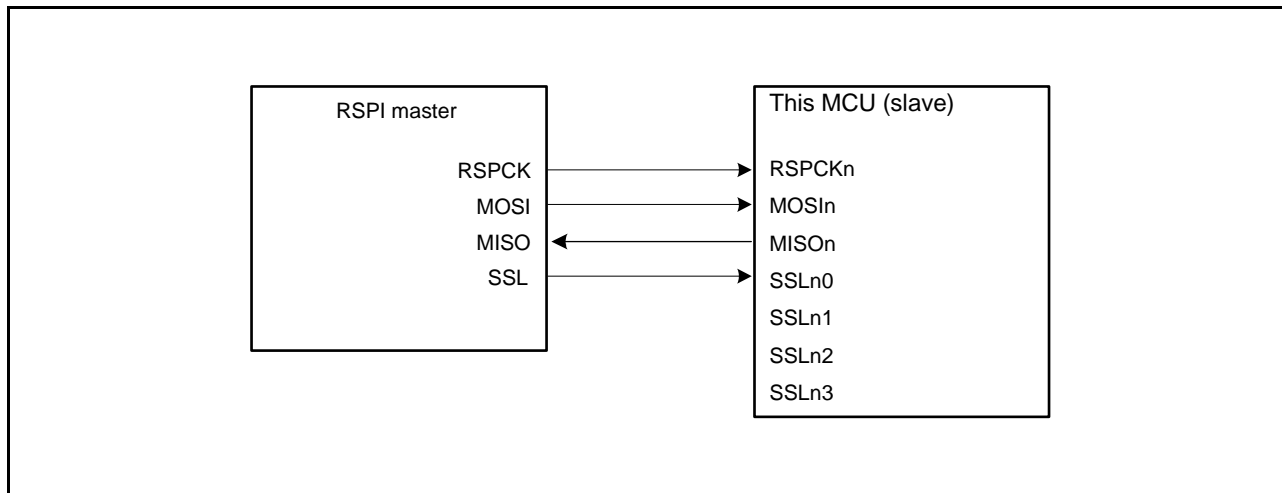 RSPI master
RSPCK
MOSI
MISO
SSL
This MCU (slave)
RSPCKn
MOSIn
MISOn
SSLn0
SSLn1
SSLn2
SSLn3